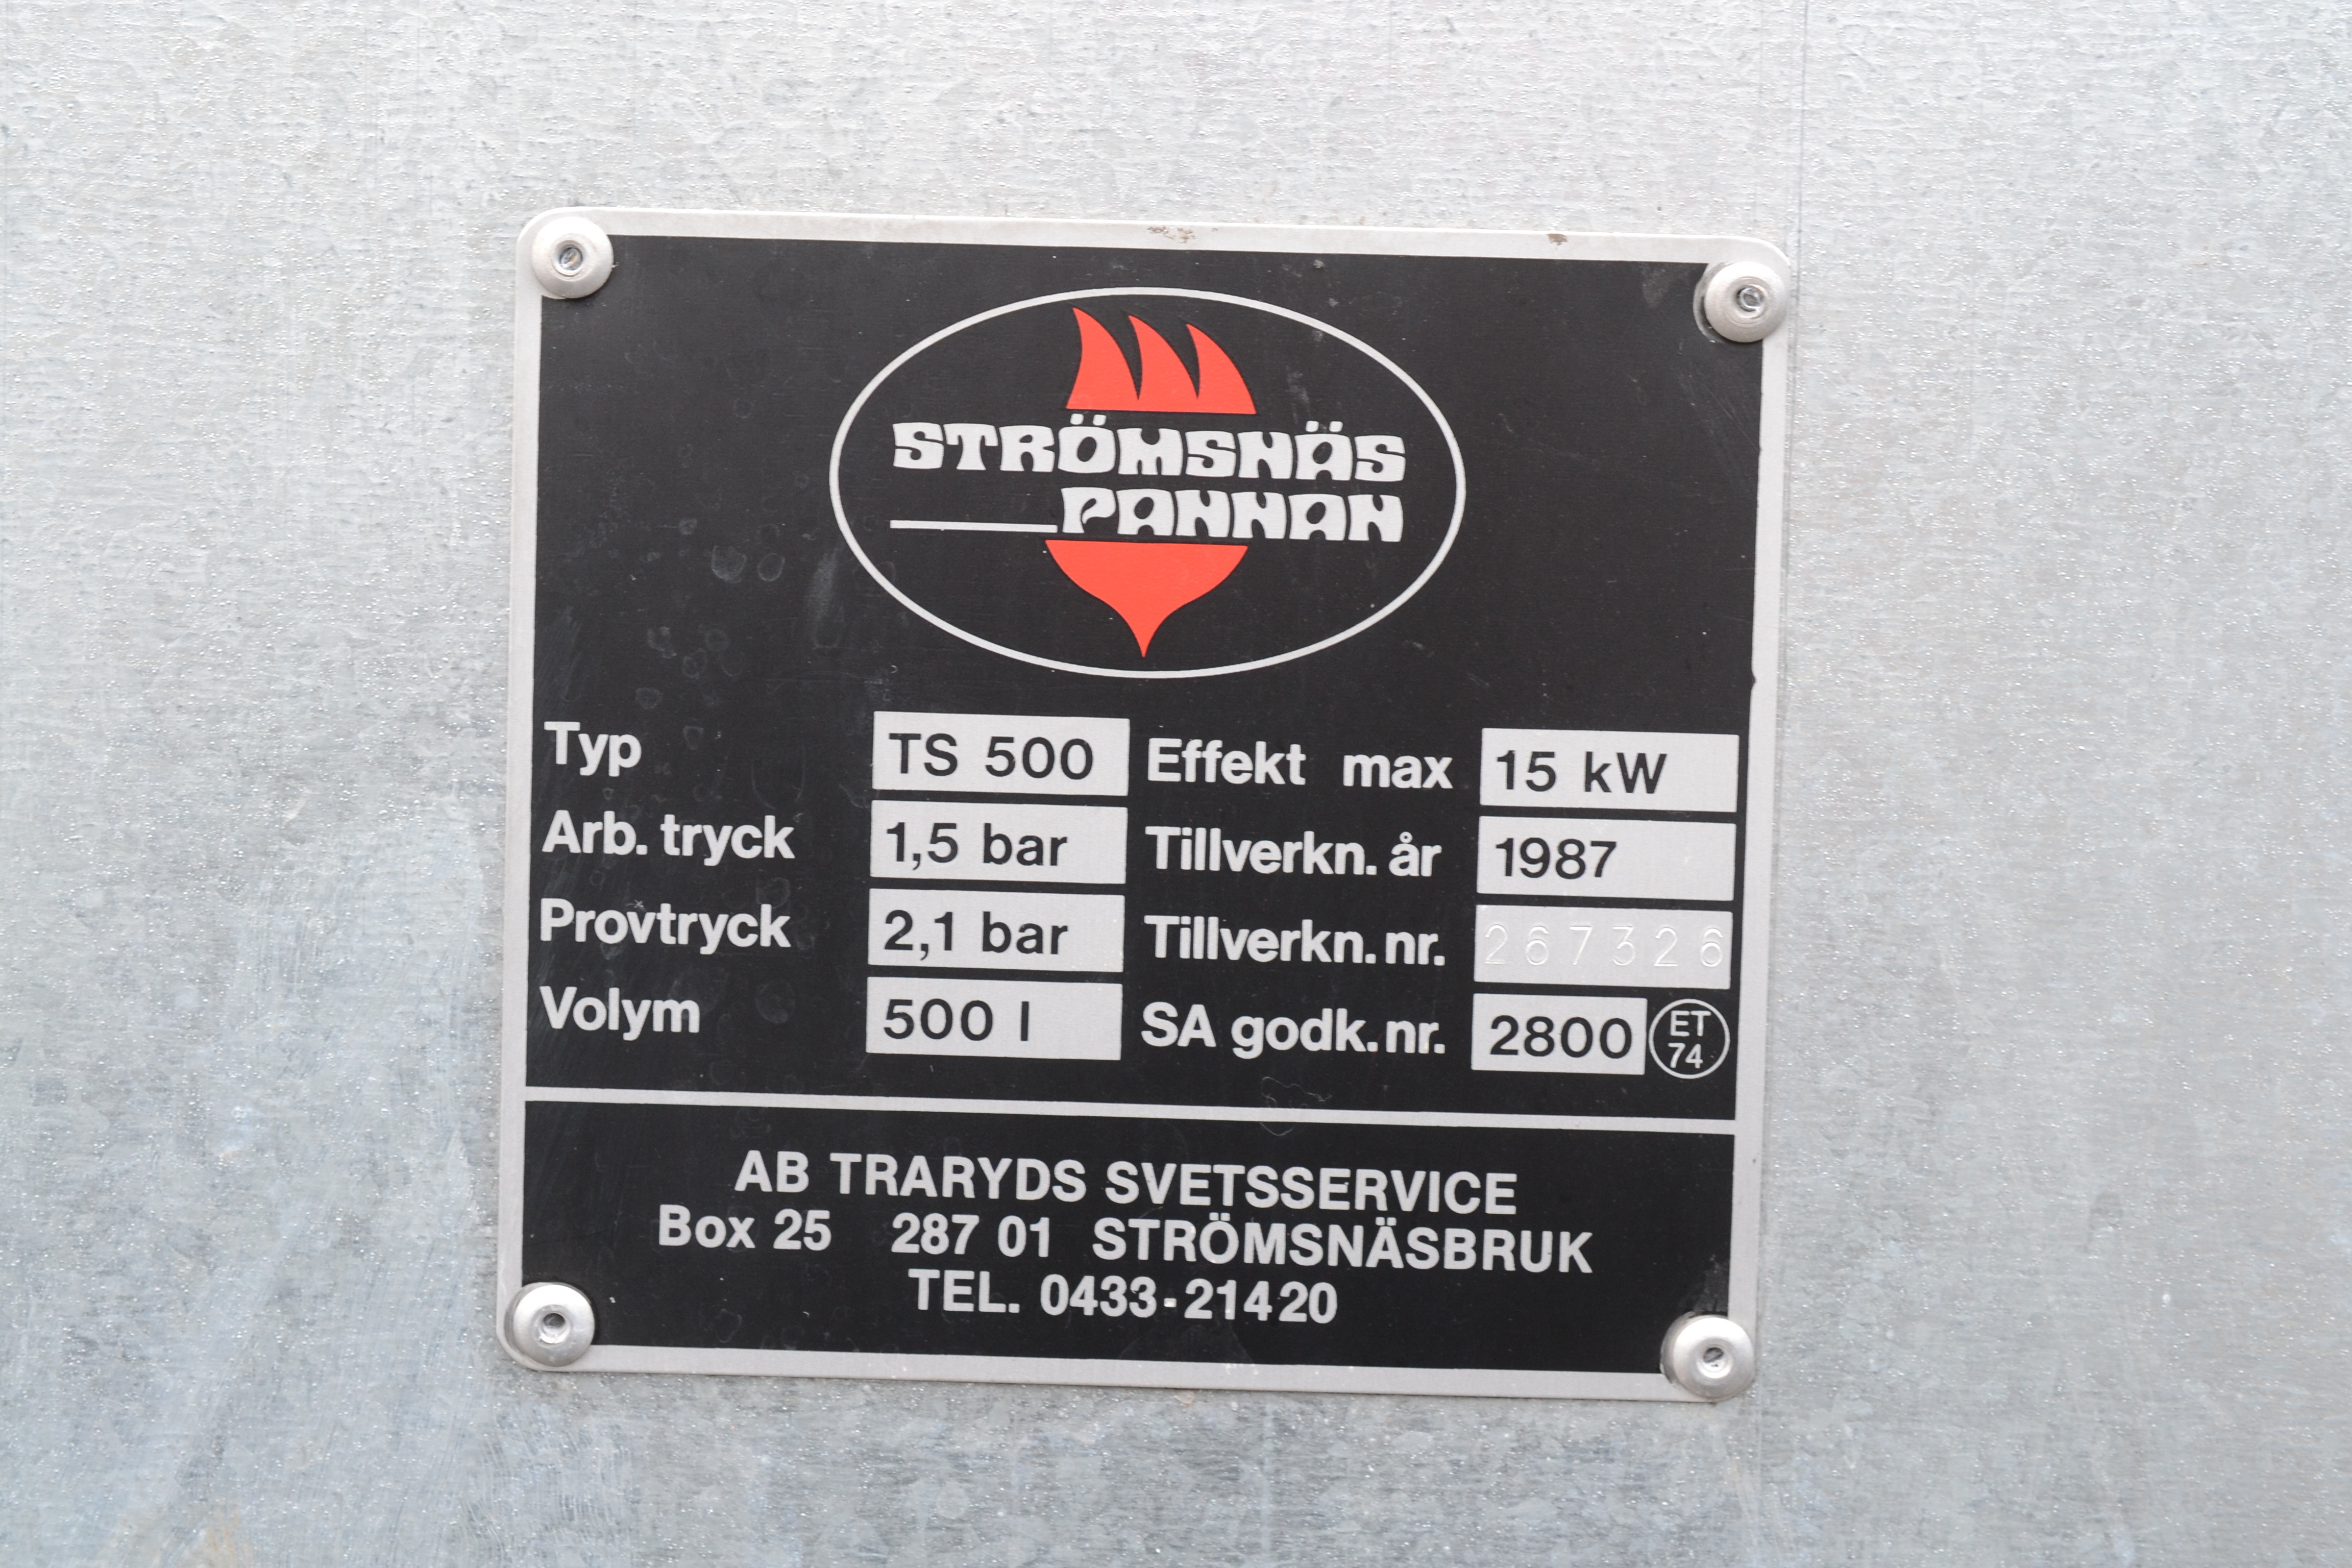 STRÖMSNÄS
PANNAN
Typ TS 500 Effekt max 15 kW
Arb. tryck 1,5 bar Tillverkn. år 1987
Provtryck 2,1 bar Tillverkn. nr. 267326
Volym 500 l SA godk. nr. 2800 ET 74
AB TRARYDS SVETSSERVICE
Box 25 287 01 STRÖMSNÄSBRUK
TEL. 0433-21420